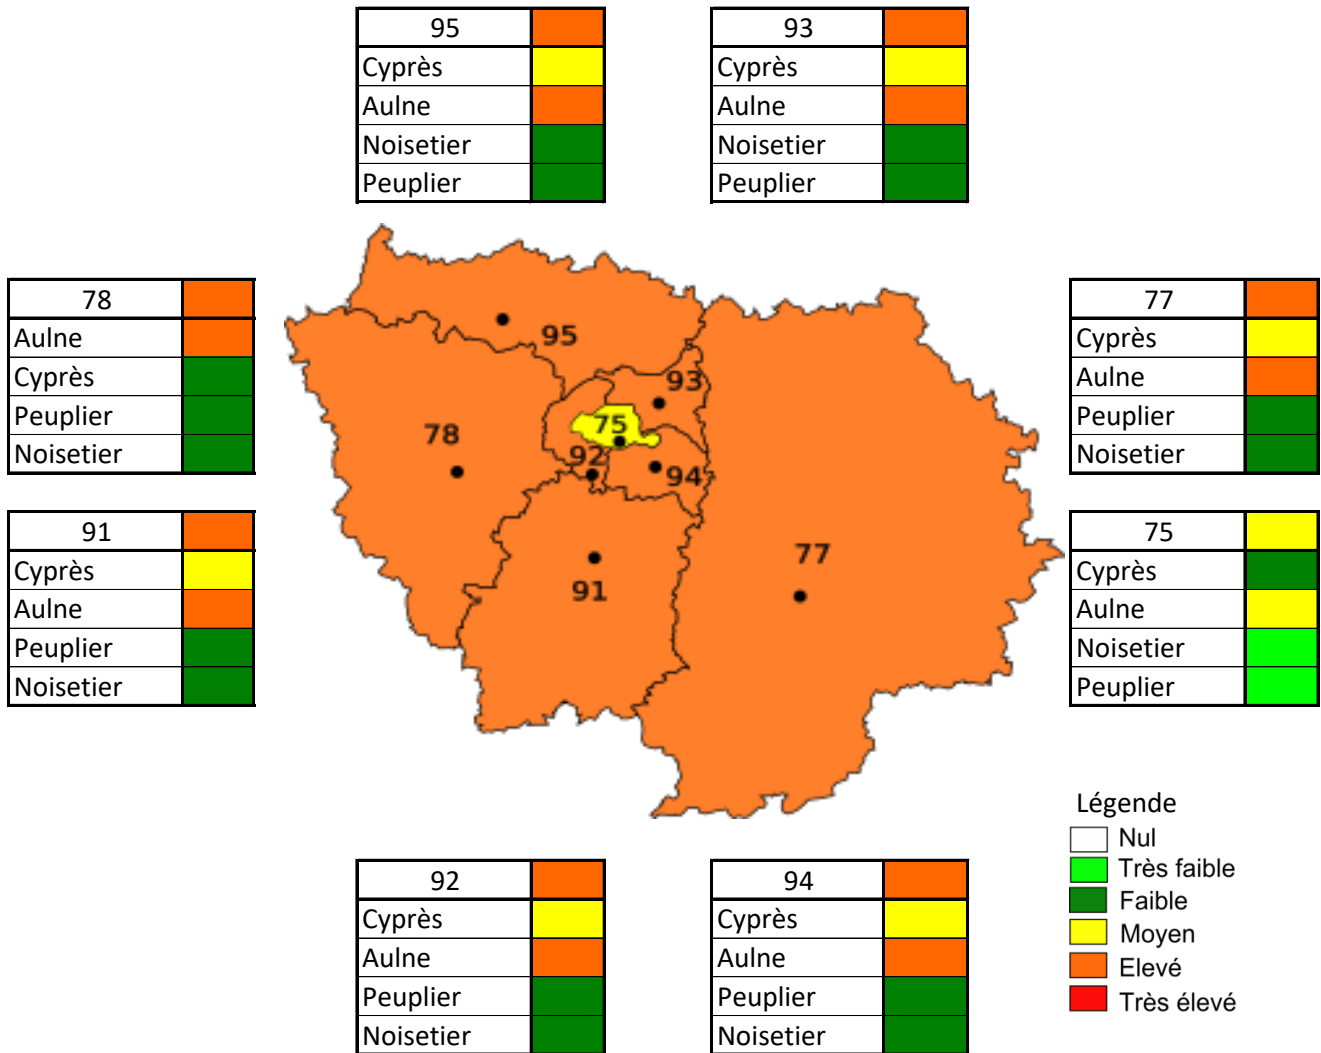 95
Cyprès
Aulne
Noisetier
Peuplier
93
Cyprès
Aulne
Noisetier
Peuplier
78
Aulne
Cyprès
Peuplier
Noisetier
91
Cyprès
Aulne
Peuplier
Noisetier
95
93
75
78
92
94
77
91
77
Cyprès
Aulne
Peuplier
Noisetier
75
Cyprès
Aulne
Noisetier
Peuplier
92
Cyprès
Aulne
Peuplier
Noisetier
94
Cyprès
Aulne
Peuplier
Noisetier
Légende
Nul
Très faible
Faible
Moyen
Elevé
Très élevé